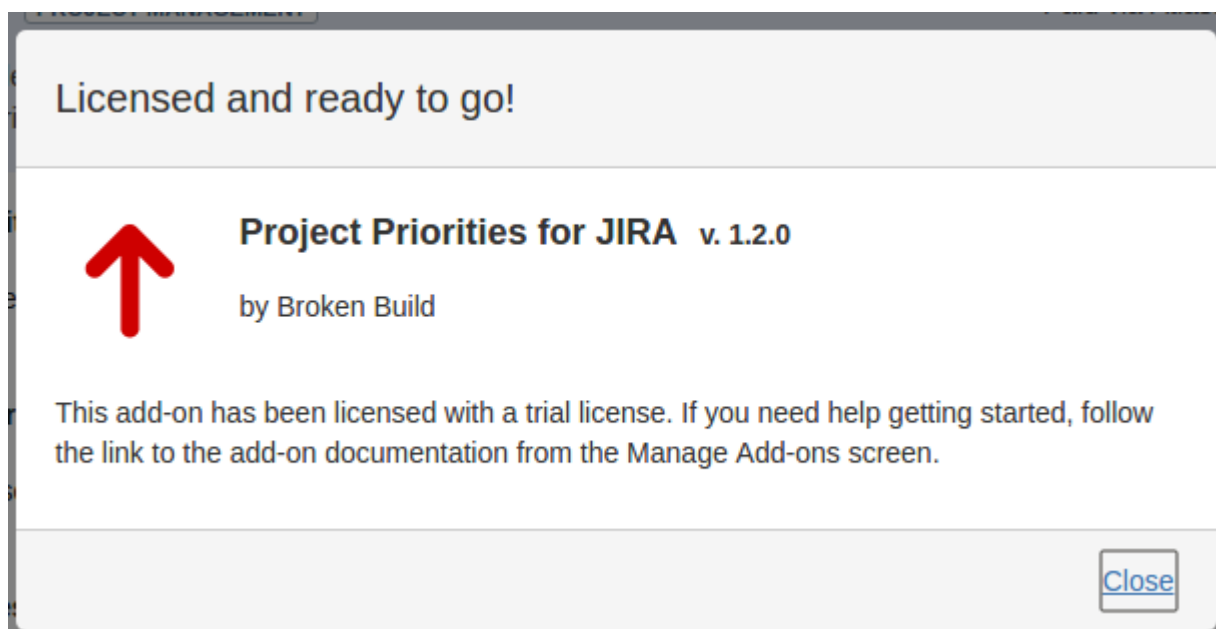 PROJECT MANAGEMENT
Licensed and ready to go!
Project Priorities for JIRA v. 1.2.0
by Broken Build
This add-on has been licensed with a trial license. If you need help getting started, follow
the link to the add-on documentation from the Manage Add-ons screen.
Close